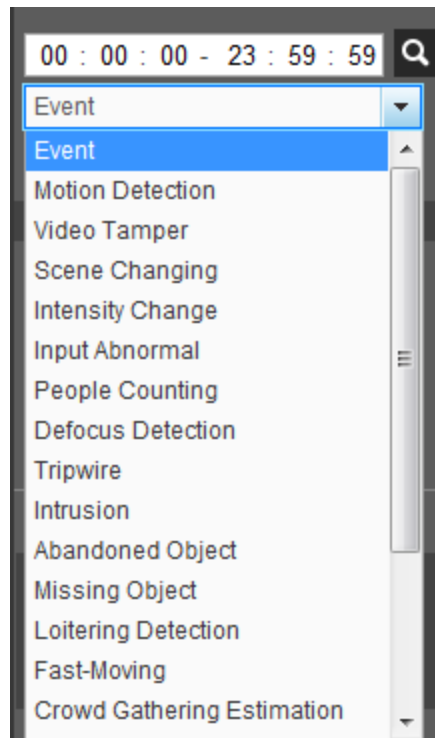 00 : 00 : 00 - 23 : 59 : 59
Event
Event
Motion Detection
Video Tamper
Scene Changing
Intensity Change
Input Abnormal
People Counting
Defocus Detection
Tripwire
Intrusion
Abandoned Object
Missing Object
Loitering Detection
Fast-Moving
Crowd Gathering Estimation